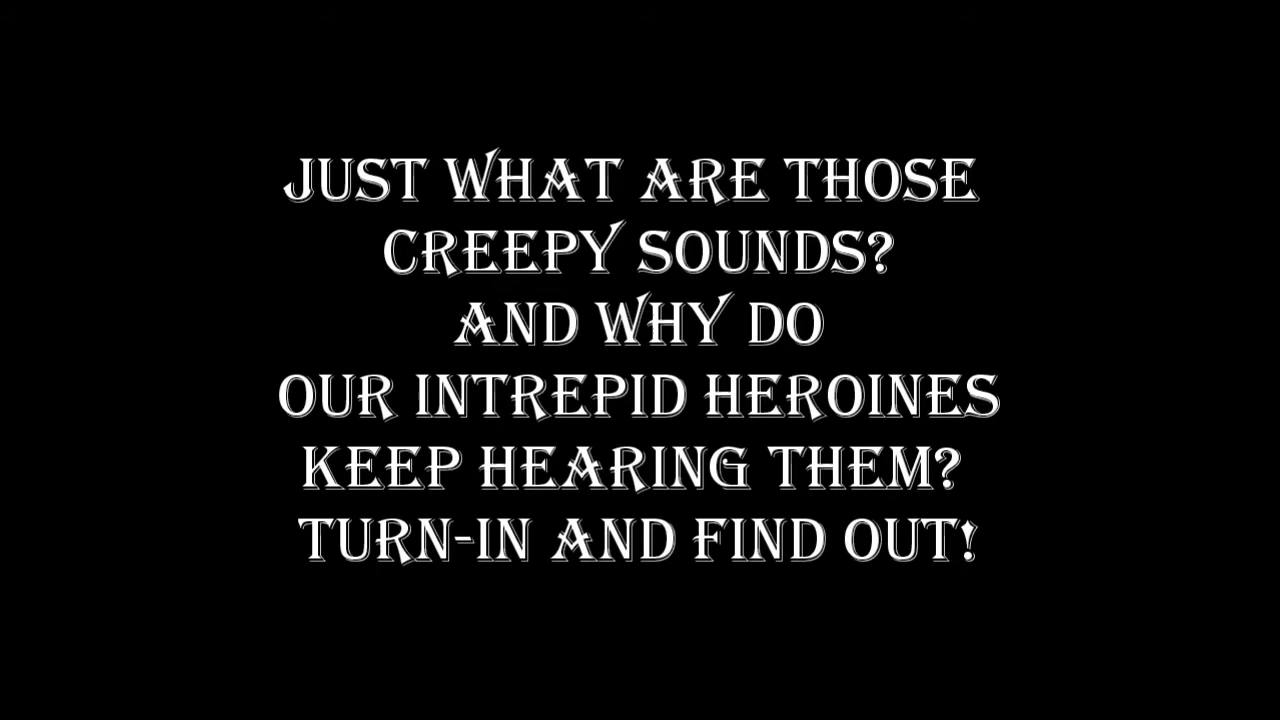 JUST WHAT ARE THOSE
CREEPY SOUNDS?
AND WHY DO
OUR INTREPID HEROINES
KEEP HEARING THEM?
TURN-IN AND FIND OUT!